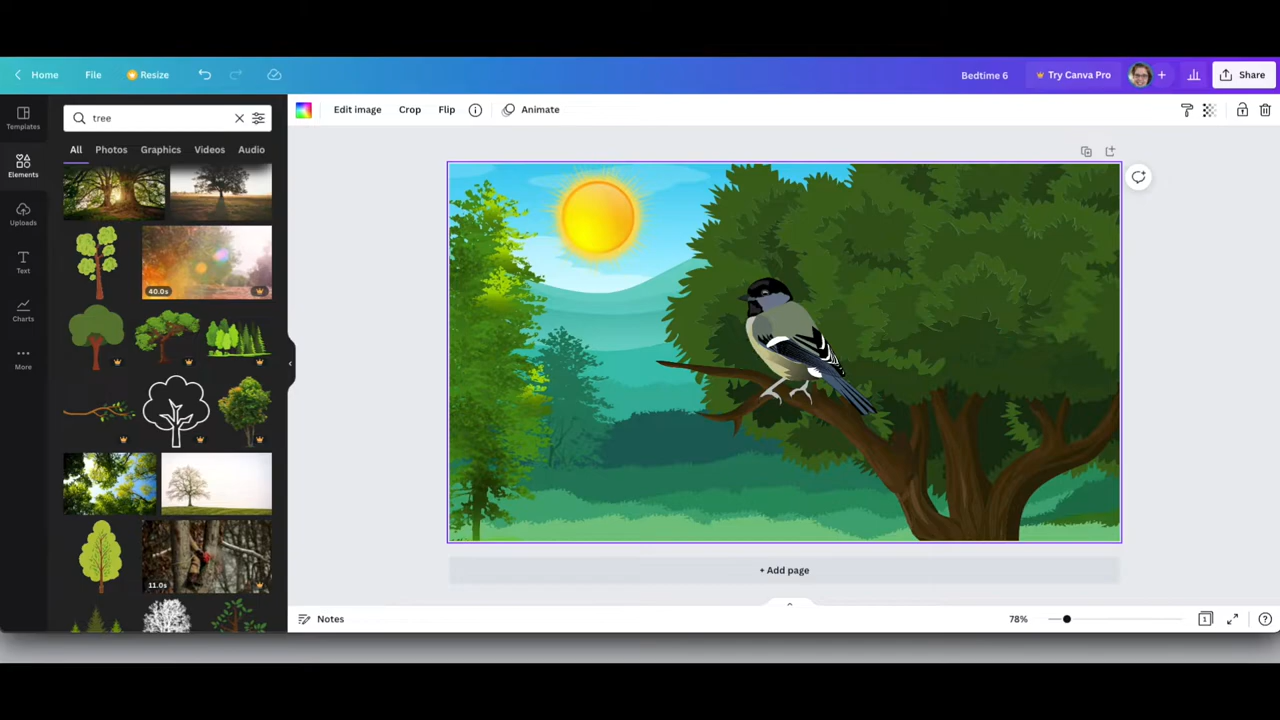 Home File Resize Bedtime 6 Try Canva Pro Share
Templates
Elements
Uploads
Text
Charts
More
tree
All Photos Graphics Videos Audio
40.0s
11.0s
Edit image Crop Flip Animate
+ Add page
Notes 78% 1